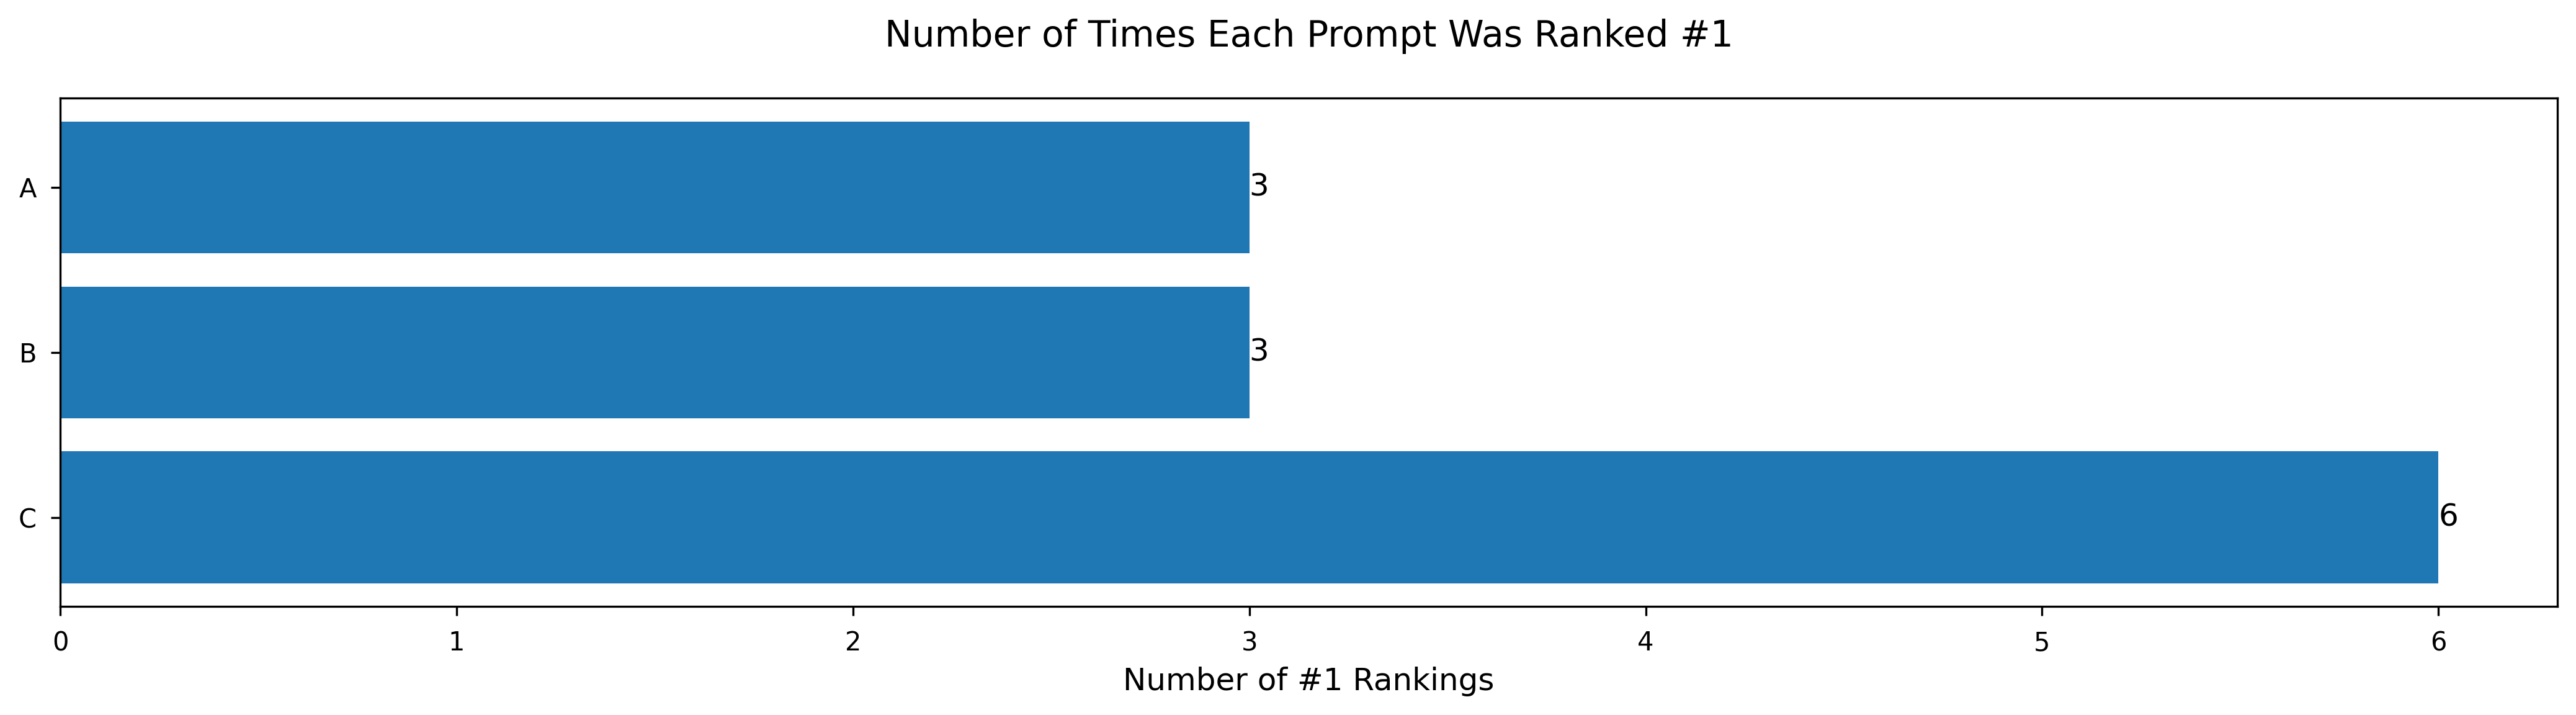 Number of Times Each Prompt Was Ranked #1
A
3
B
3
C
6
0 1 2 3 4 5 6
Number of #1 Rankings